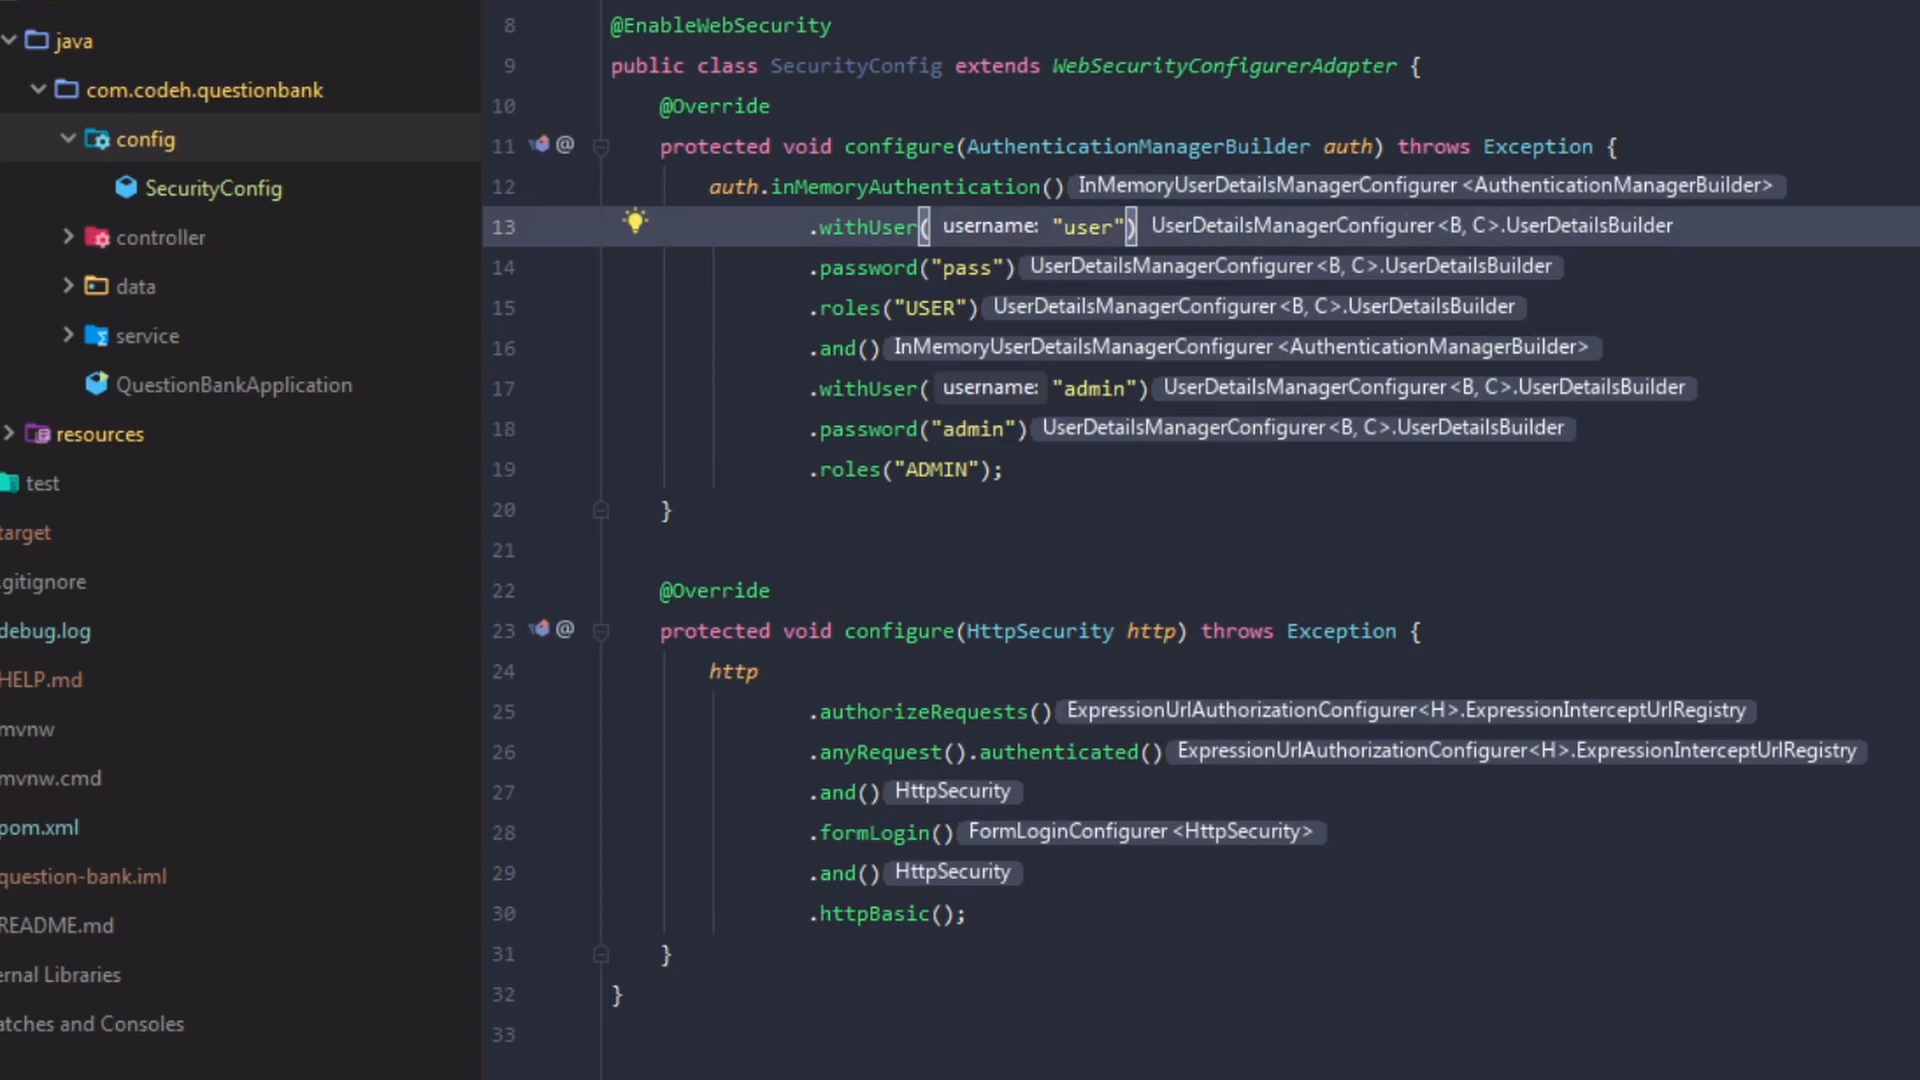 java
com.codeh.questionbank
config
SecurityConfig
controller
data
service
QuestionBankApplication
resources
test
target
.gitignore
debug.log
HELP.md
mvnw
mvnw.cmd
pom.xml
question-bank.iml
README.md
ernal Libraries
atches and Consoles
8 @EnableWebSecurity
9 public class SecurityConfig extends WebSecurityConfigurerAdapter {
10 @Override
11 @ protected void configure(AuthenticationManagerBuilder auth) throws Exception {
12 auth.inMemoryAuthentication() InMemoryUserDetailsManagerConfigurer<AuthenticationManagerBuilder>
13 .withUser( username: "user") UserDetailsManagerConfigurer<B, C>.UserDetailsBuilder
14 .password("pass") UserDetailsManagerConfigurer<B, C>.UserDetailsBuilder
15 .roles("USER") UserDetailsManagerConfigurer<B, C>.UserDetailsBuilder
16 .and() InMemoryUserDetailsManagerConfigurer<AuthenticationManagerBuilder>
17 .withUser( username: "admin") UserDetailsManagerConfigurer<B, C>.UserDetailsBuilder
18 .password("admin") UserDetailsManagerConfigurer<B, C>.UserDetailsBuilder
19 .roles("ADMIN");
20 }
21
22 @Override
23 @ protected void configure(HttpSecurity http) throws Exception {
24 http
25 .authorizeRequests() ExpressionUrlAuthorizationConfigurer<H>.ExpressionInterceptUrlRegistry
26 .anyRequest().authenticated() ExpressionUrlAuthorizationConfigurer<H>.ExpressionInterceptUrlRegistry
27 .and() HttpSecurity
28 .formLogin() FormLoginConfigurer<HttpSecurity>
29 .and() HttpSecurity
30 .httpBasic();
31 }
32 }
33